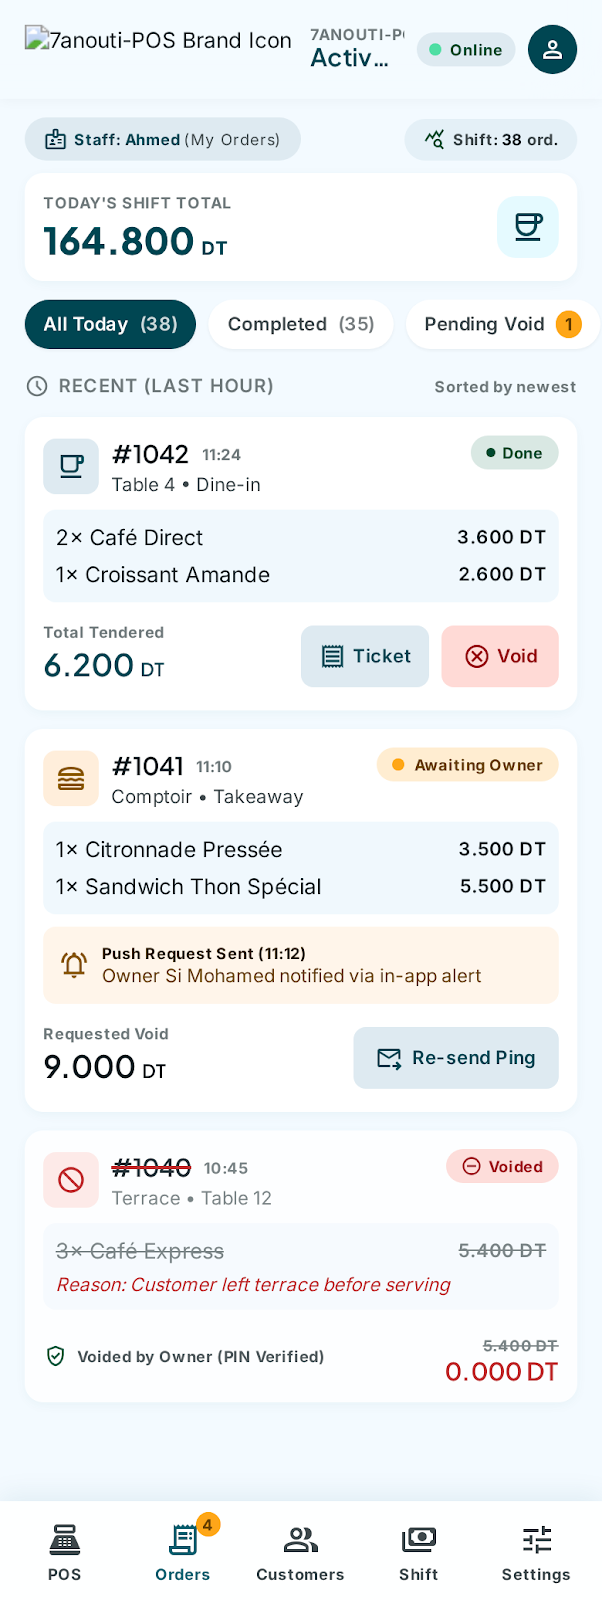 7anouti-POS Brand Icon
7ANOUTI-P
Activ...
Online
Staff: Ahmed (My Orders)
Shift: 38 ord.
TODAY'S SHIFT TOTAL
164.800 DT
All Today (38)
Completed (35)
Pending Void 1
RECENT (LAST HOUR)
Sorted by newest
#1042 11:24
Done
Table 4 • Dine-in
2× Café Direct 3.600 DT
1× Croissant Amande 2.600 DT
Total Tendered
6.200 DT
Ticket
Void
#1041 11:10
Awaiting Owner
Comptoir • Takeaway
1× Citronnade Pressée 3.500 DT
1× Sandwich Thon Spécial 5.500 DT
Push Request Sent (11:12)
Owner Si Mohamed notified via in-app alert
Requested Void
9.000 DT
Re-send Ping
#1040 10:45
Voided
Terrace • Table 12
3× Café Express 5.400 DT
Reason: Customer left terrace before serving
Voided by Owner (PIN Verified)
5.400 DT
0.000 DT
4
POS
Orders
Customers
Shift
Settings